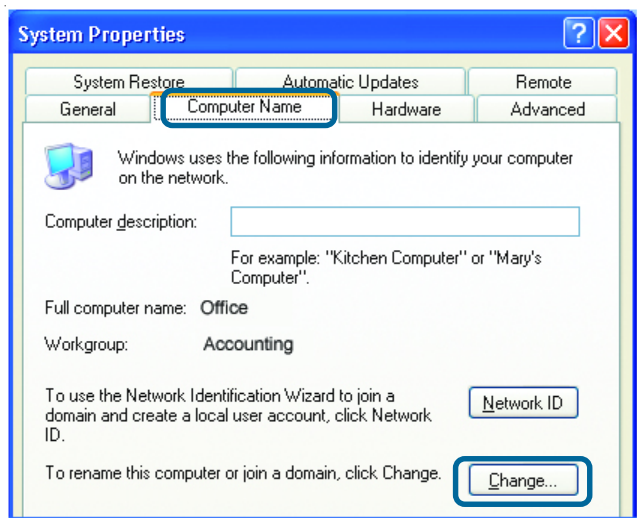 System Properties
System Restore Automatic Updates Remote
General Computer Name Hardware Advanced
Windows uses the following information to identify your computer
on the network.
Computer description:
For example: "Kitchen Computer" or "Mary's
Computer".
Full computer name: Office
Workgroup: Accounting
To use the Network Identification Wizard to join a
domain and create a local user account, click Network
ID.
Network ID
To rename this computer or join a domain, click Change.
Change...